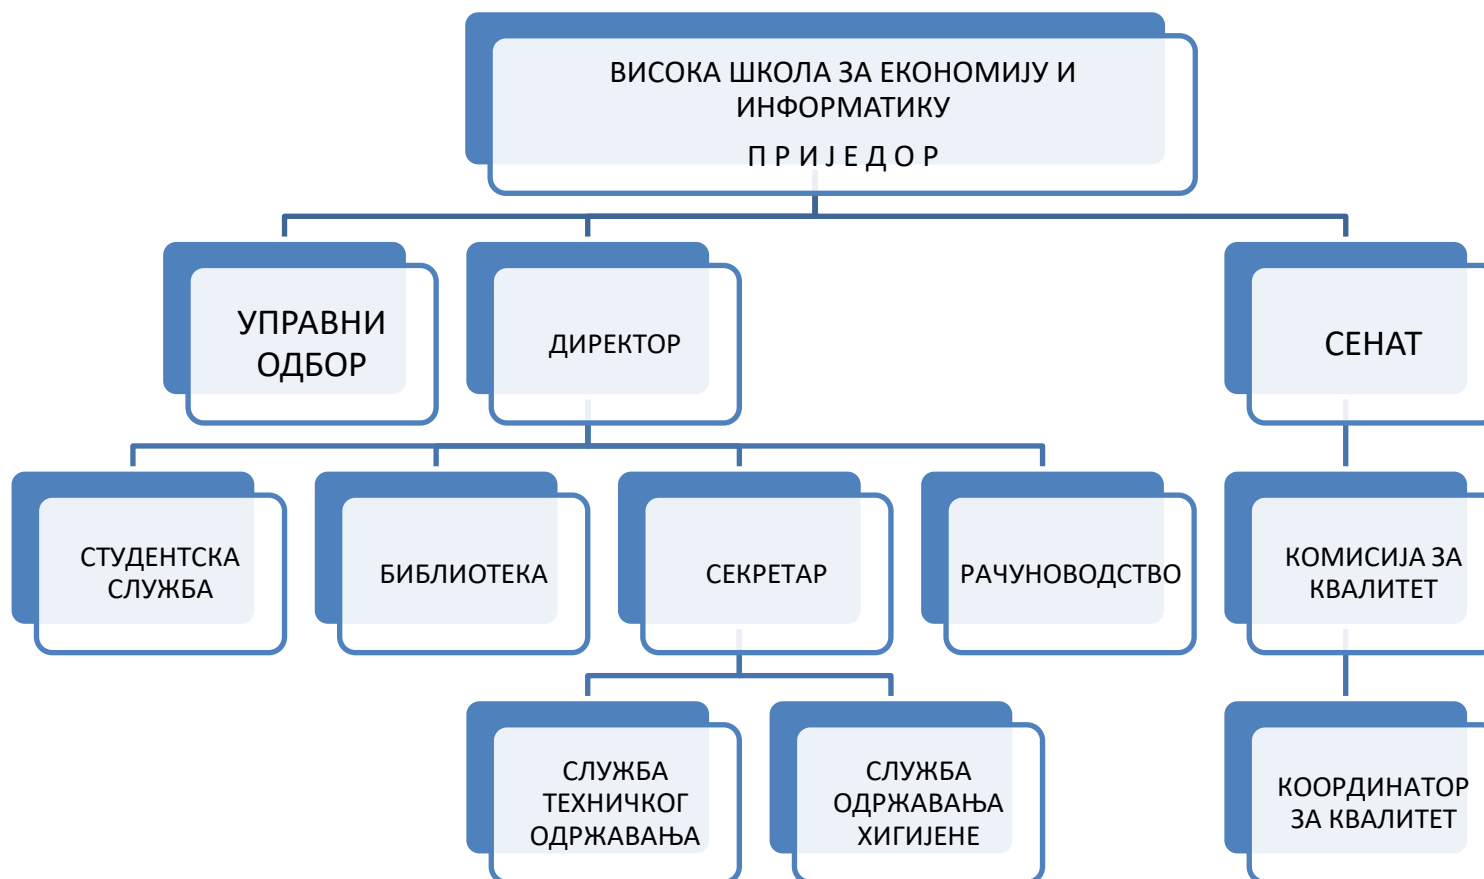 ВИСОКА ШКОЛА ЗА ЕКОНОМИЈУ И
ИНФОРМАТИКУ
П Р И Ј Е Д О Р
УПРАВНИ
ОДБОР
ДИРЕКТОР
СЕНАТ
СТУДЕНТСКА
СЛУЖБА
БИБЛИОТЕКА
СЕКРЕТАР
РАЧУНОВОДСТВО
КОМИСИЈА ЗА
КВАЛИТЕТ
СЛУЖБА
ТЕХНИЧКОГ
ОДРЖАВАЊА
СЛУЖБА
ОДРЖАВАЊА
ХИГИЈЕНЕ
КООРДИНАТОР
ЗА КВАЛИТЕТ